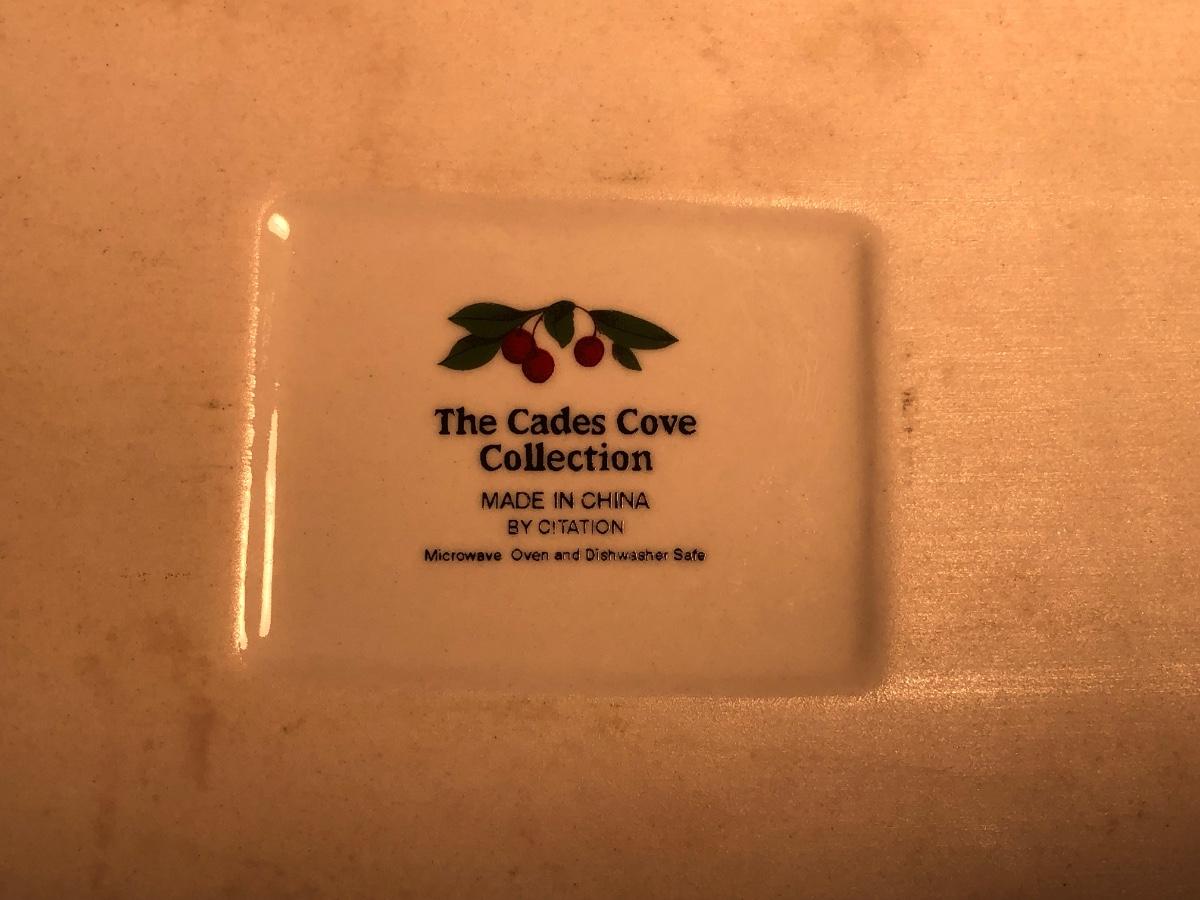 The Cades Cove
Collection
MADE IN CHINA
BY CITATION
Microwave Oven and Dishwasher Safe